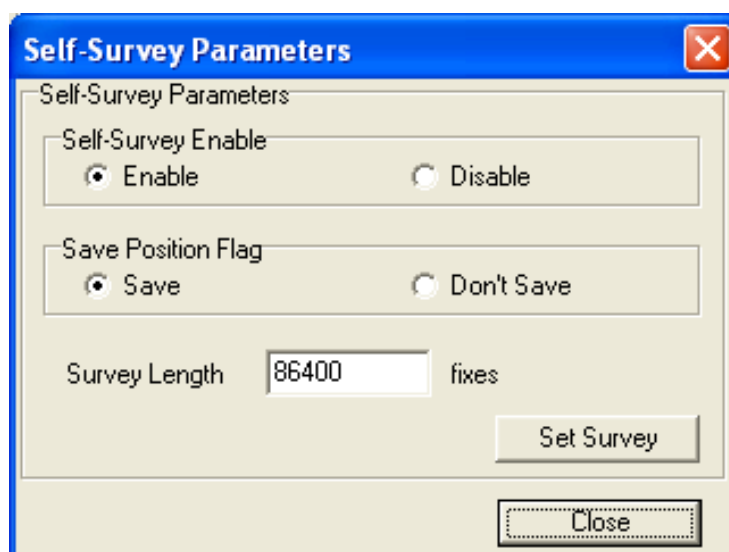 Self-Survey Parameters
Self-Survey Parameters
Self-Survey Enable
Enable Disable
Save Position Flag
Save Don't Save
Survey Length 86400 fixes
Set Survey
Close